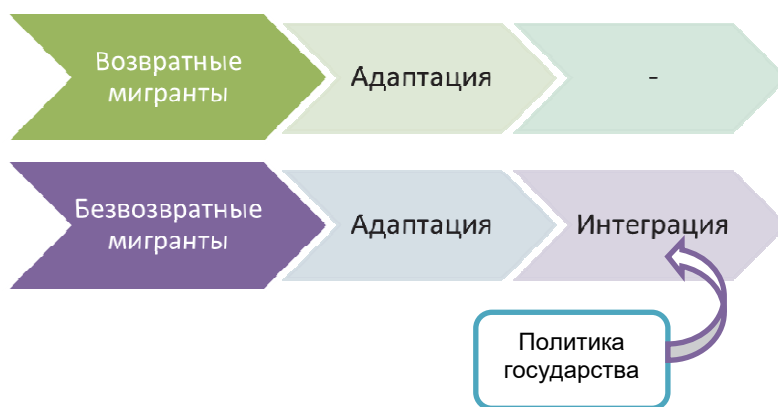 Возвратные
мигранты
Адаптация
-
Безвозвратные
мигранты
Адаптация
Интеграция
Политика
государства